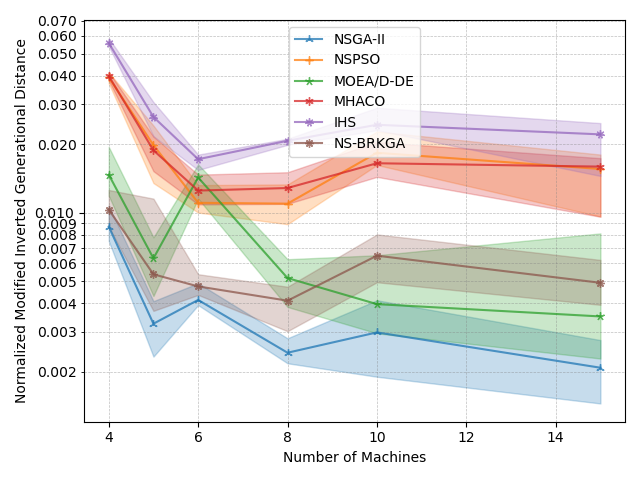 0.070
0.060
0.050
0.040
0.030
0.020
0.010
0.009
0.008
0.007
0.006
0.005
0.004
0.003
0.002
Normalized Modified Inverted Generational Distance
NSGA-II
NSPSO
MOEA/D-DE
MHACO
IHS
NS-BRKGA
4
6
8
10
12
14
Number of Machines